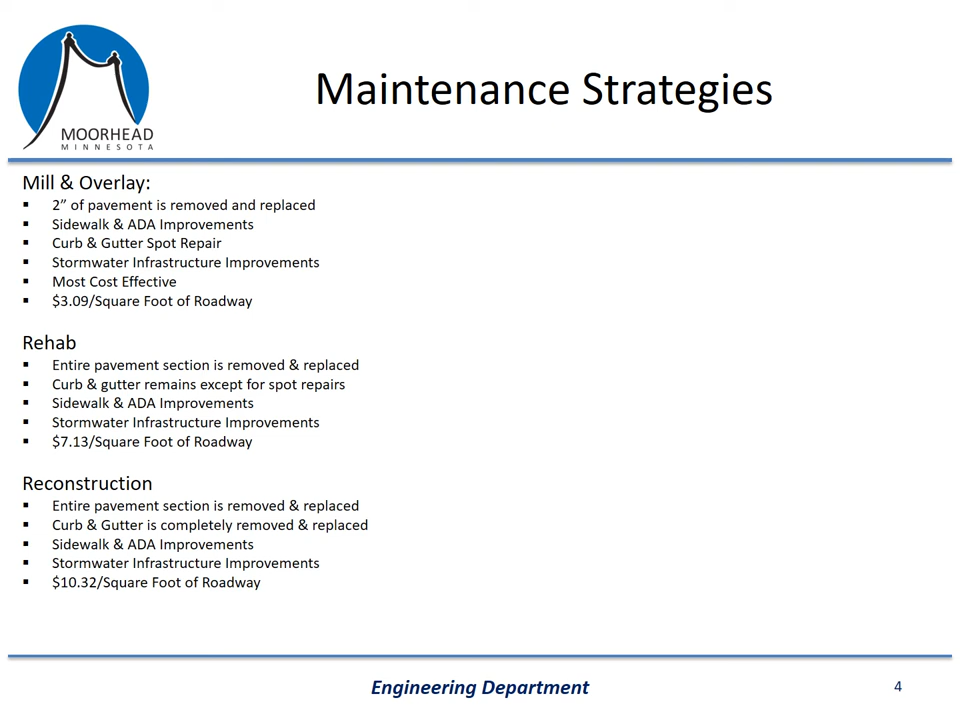 MOORHEAD
MINNESOTA
Maintenance Strategies
Mill & Overlay:
▪ 2” of pavement is removed and replaced
▪ Sidewalk & ADA Improvements
▪ Curb & Gutter Spot Repair
▪ Stormwater Infrastructure Improvements
▪ Most Cost Effective
▪ $3.09/Square Foot of Roadway
Rehab
▪ Entire pavement section is removed & replaced
▪ Curb & gutter remains except for spot repairs
▪ Sidewalk & ADA Improvements
▪ Stormwater Infrastructure Improvements
▪ $7.13/Square Foot of Roadway
Reconstruction
▪ Entire pavement section is removed & replaced
▪ Curb & Gutter is completely removed & replaced
▪ Sidewalk & ADA Improvements
▪ Stormwater Infrastructure Improvements
▪ $10.32/Square Foot of Roadway
Engineering Department
4